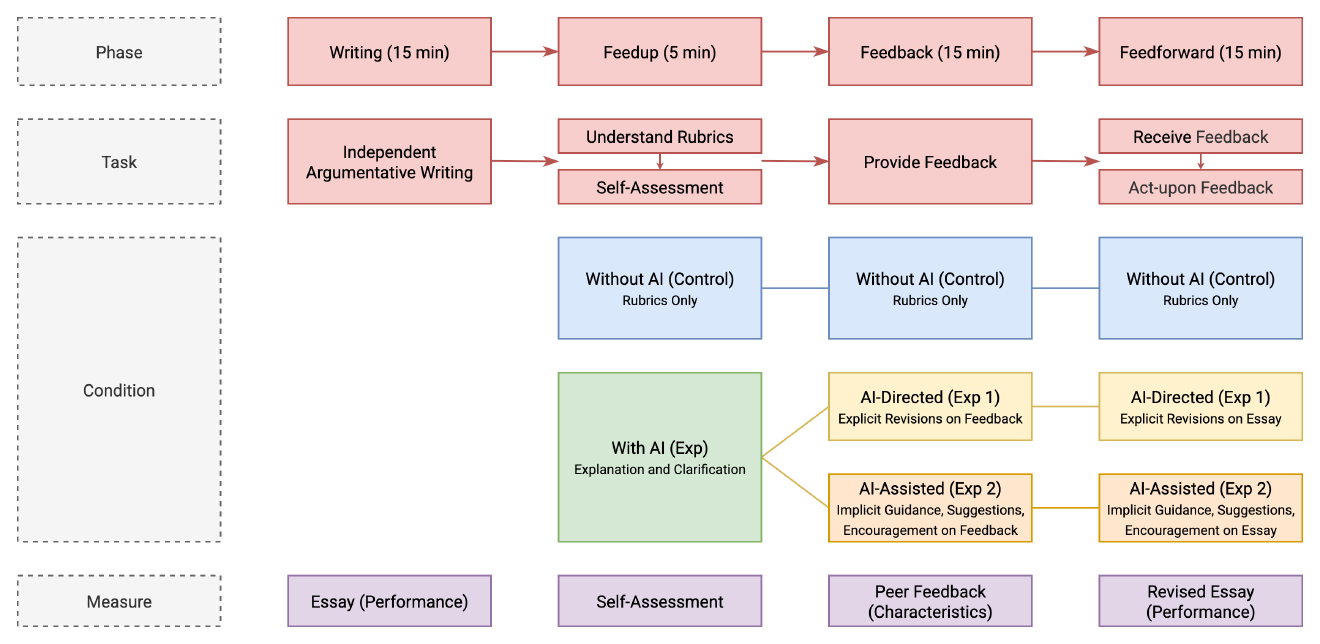 Phase
Writing (15 min)
Feedup (5 min)
Feedback (15 min)
Feedforward (15 min)
Task
Independent
Argumentative Writing
Understand Rubrics
Self-Assessment
Provide Feedback
Receive Feedback
Act-upon Feedback
Condition
Without AI (Control)
Rubrics Only
Without AI (Control)
Rubrics Only
Without AI (Control)
Rubrics Only
With AI (Exp)
Explanation and Clarification
AI-Directed (Exp 1)
Explicit Revisions on Feedback
AI-Directed (Exp 1)
Explicit Revisions on Essay
AI-Assisted (Exp 2)
Implicit Guidance, Suggestions,
Encouragement on Feedback
AI-Assisted (Exp 2)
Implicit Guidance, Suggestions,
Encouragement on Essay
Measure
Essay (Performance)
Self-Assessment
Peer Feedback
(Characteristics)
Revised Essay
(Performance)